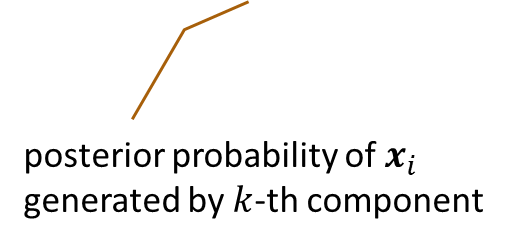 posterior probability of 𝒙ᵢ
generated by 𝑘-th component